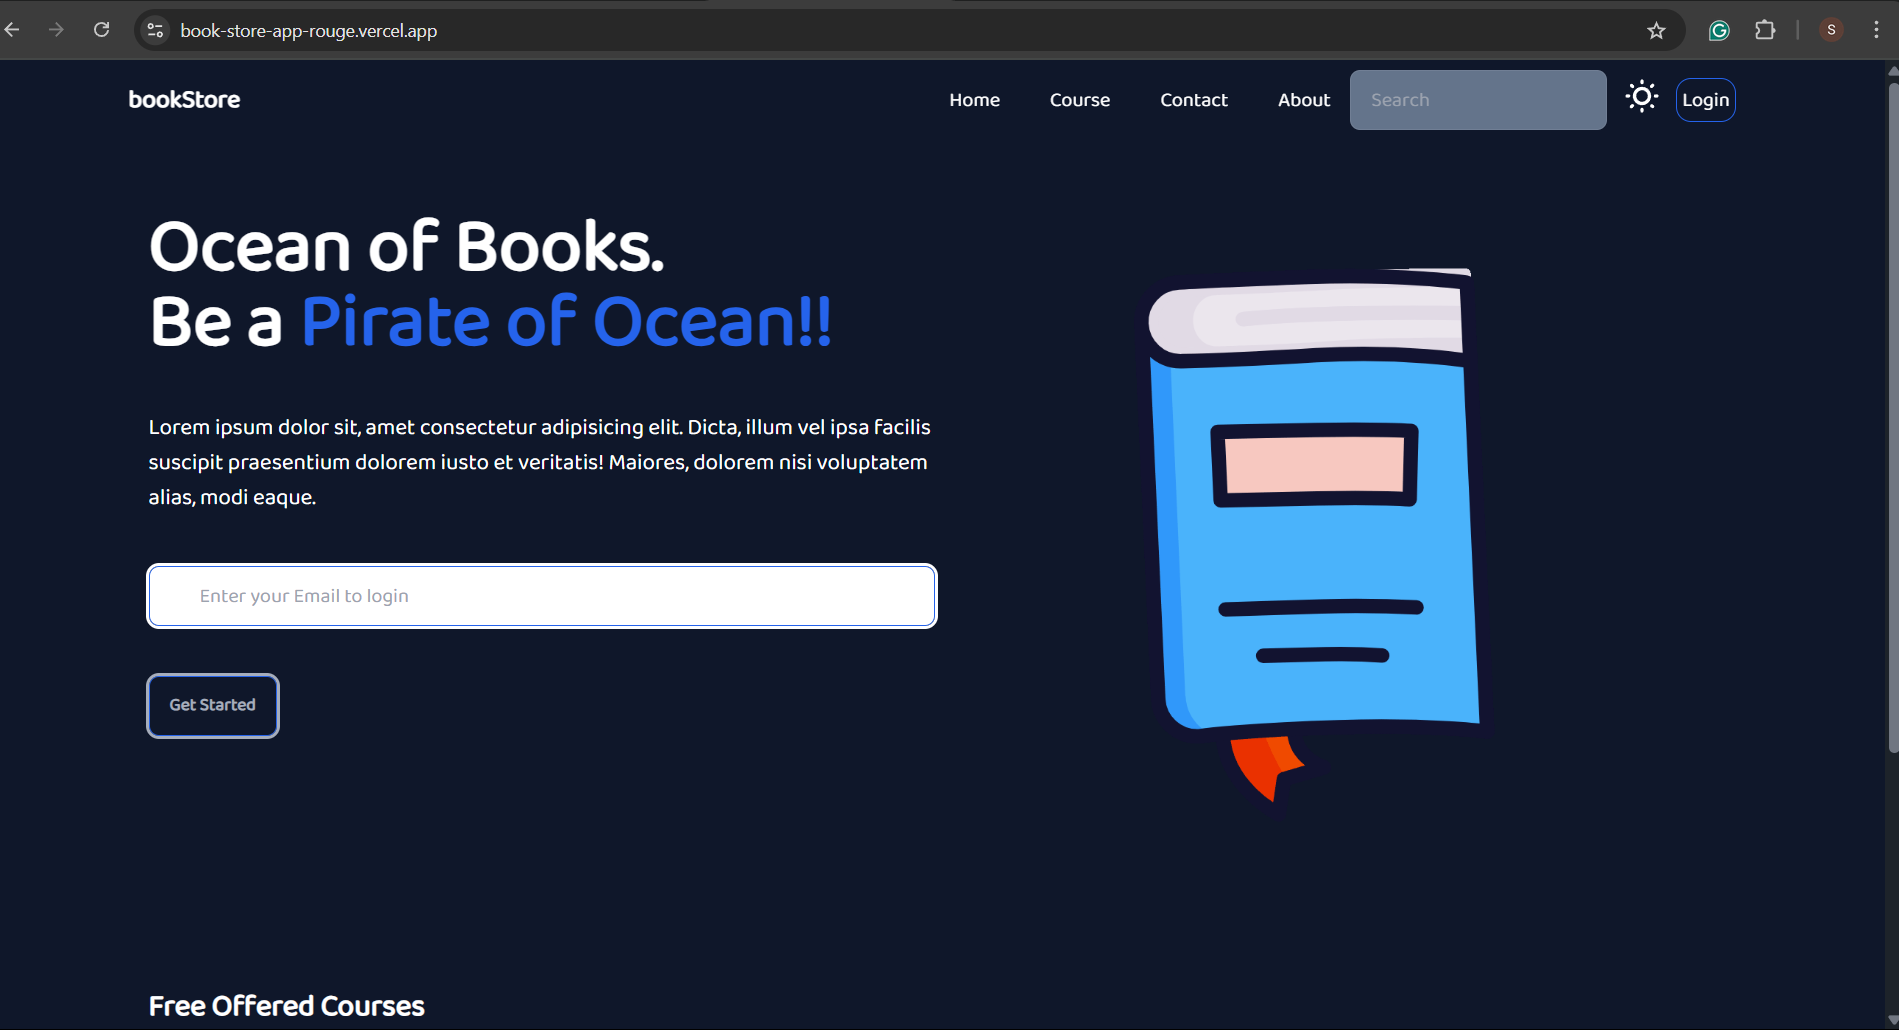 book-store-app-rouge.vercel.app
S
bookStore
Home
Course
Contact
About
Search
Login
Ocean of Books.
Be a Pirate of Ocean!!
Lorem ipsum dolor sit, amet consectetur adipisicing elit. Dicta, illum vel ipsa facilis
suscipit praesentium dolorem iusto et veritatis! Maiores, dolorem nisi voluptatem
alias, modi eaque.
Enter your Email to login
Get Started
Free Offered Courses